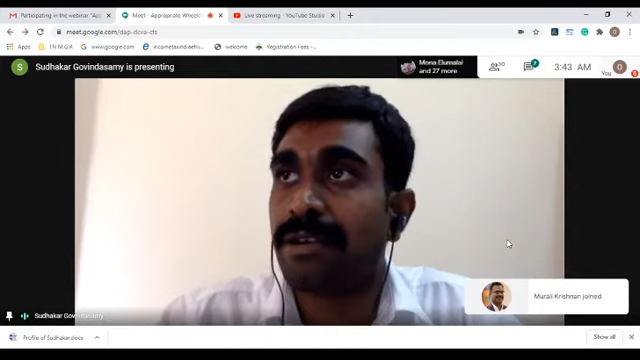 Participating in the webinar "App
Meet - Appropriate Wheelc
Live streaming - YouTube Studio
meet.google.com/dap-dcva-cfs
Apps
www.google.com
incometaxindiaefili
welcome
Registration Fees -
S
Sudhakar Govindasamy is presenting
Mona Elumalai
and 27 more
30
7
3:43 AM
You
O
Murali Krishnan joined
Sudhakar Govindasamy
Profile of Sudhakar.docx
Show all